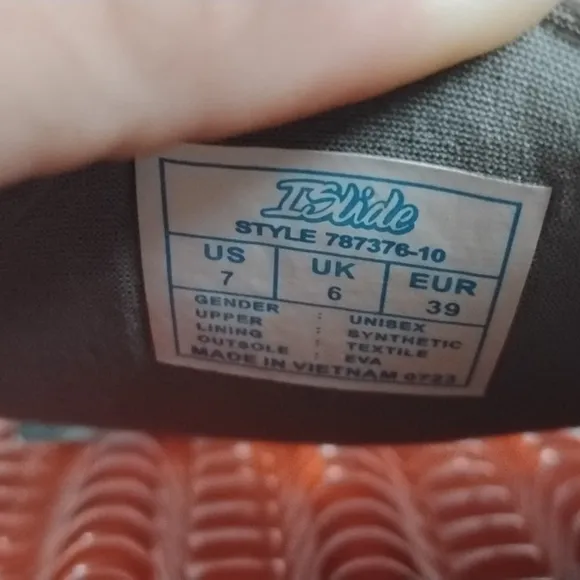 ISlide
STYLE 787376-10
US UK EUR
7 6 39
GENDER : UNISEX
UPPER : SYNTHETIC
LINING : TEXTILE
OUTSOLE : EVA
MADE IN VIETNAM 0723